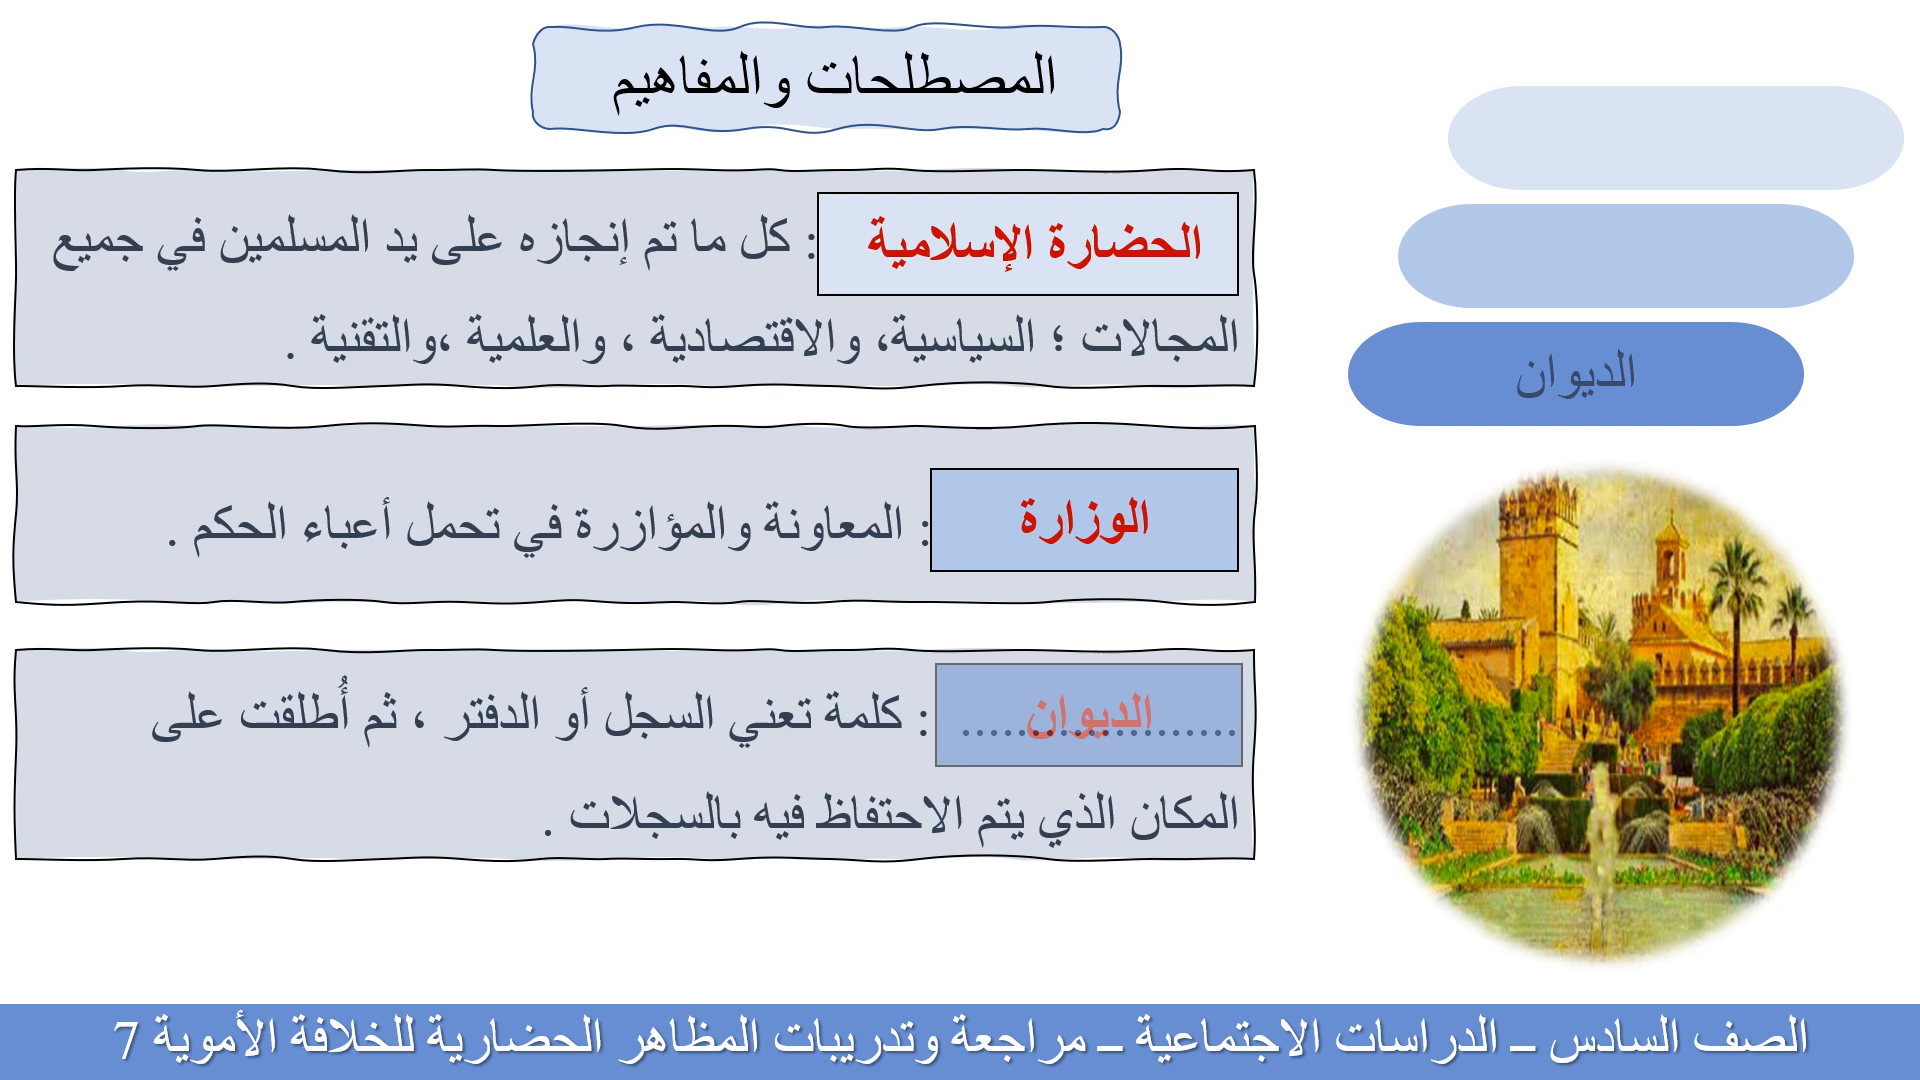 المصطلحات والمفاهيم
الحضارة الإسلامية : كل ما تم إنجازه على يد المسلمين في جميع
المجالات ؛ السياسية، والاقتصادية ، والعلمية ،والتقنية .
الوزارة : المعاونة والمؤازرة في تحمل أعباء الحكم .
الديوان ................... : كلمة تعني السجل أو الدفتر ، ثم أُطلقت على
المكان الذي يتم الاحتفاظ فيه بالسجلات .
الديوان
الصف السادس – الدراسات الاجتماعية – مراجعة وتدريبات المظاهر الحضارية للخلافة الأموية 7